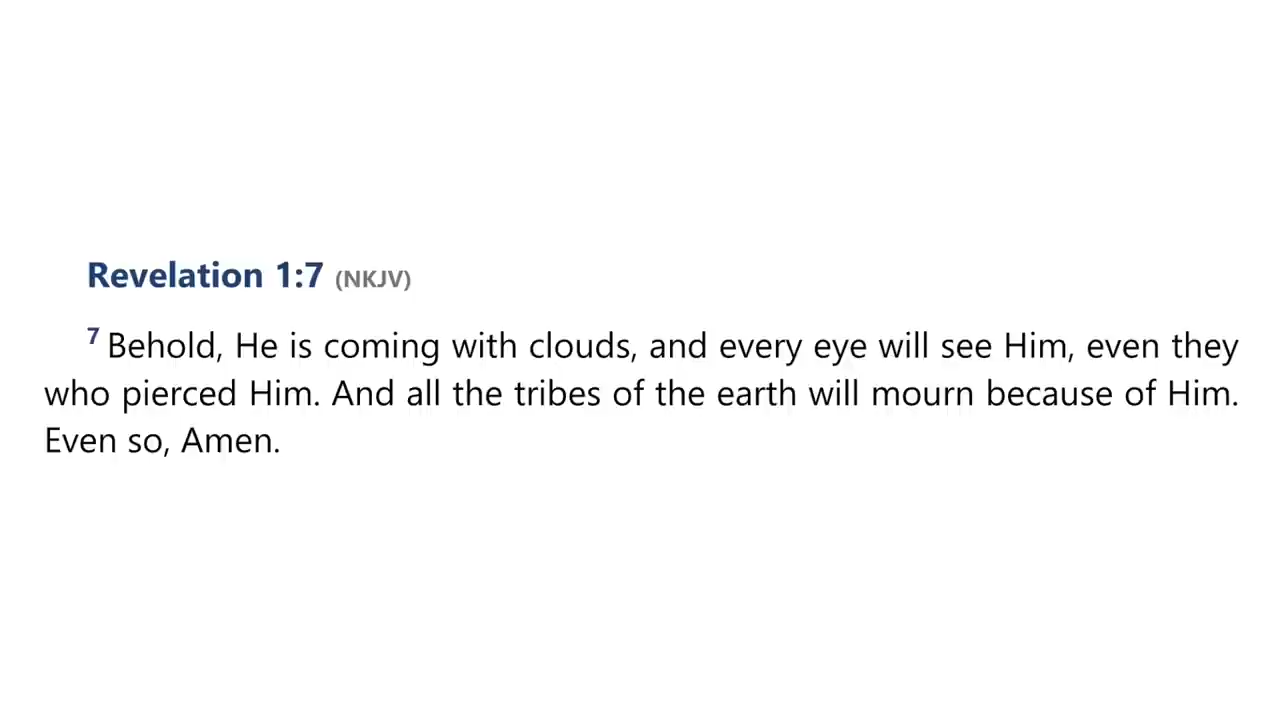 Revelation 1:7 (NKJV)
7 Behold, He is coming with clouds, and every eye will see Him, even they
who pierced Him. And all the tribes of the earth will mourn because of Him.
Even so, Amen.